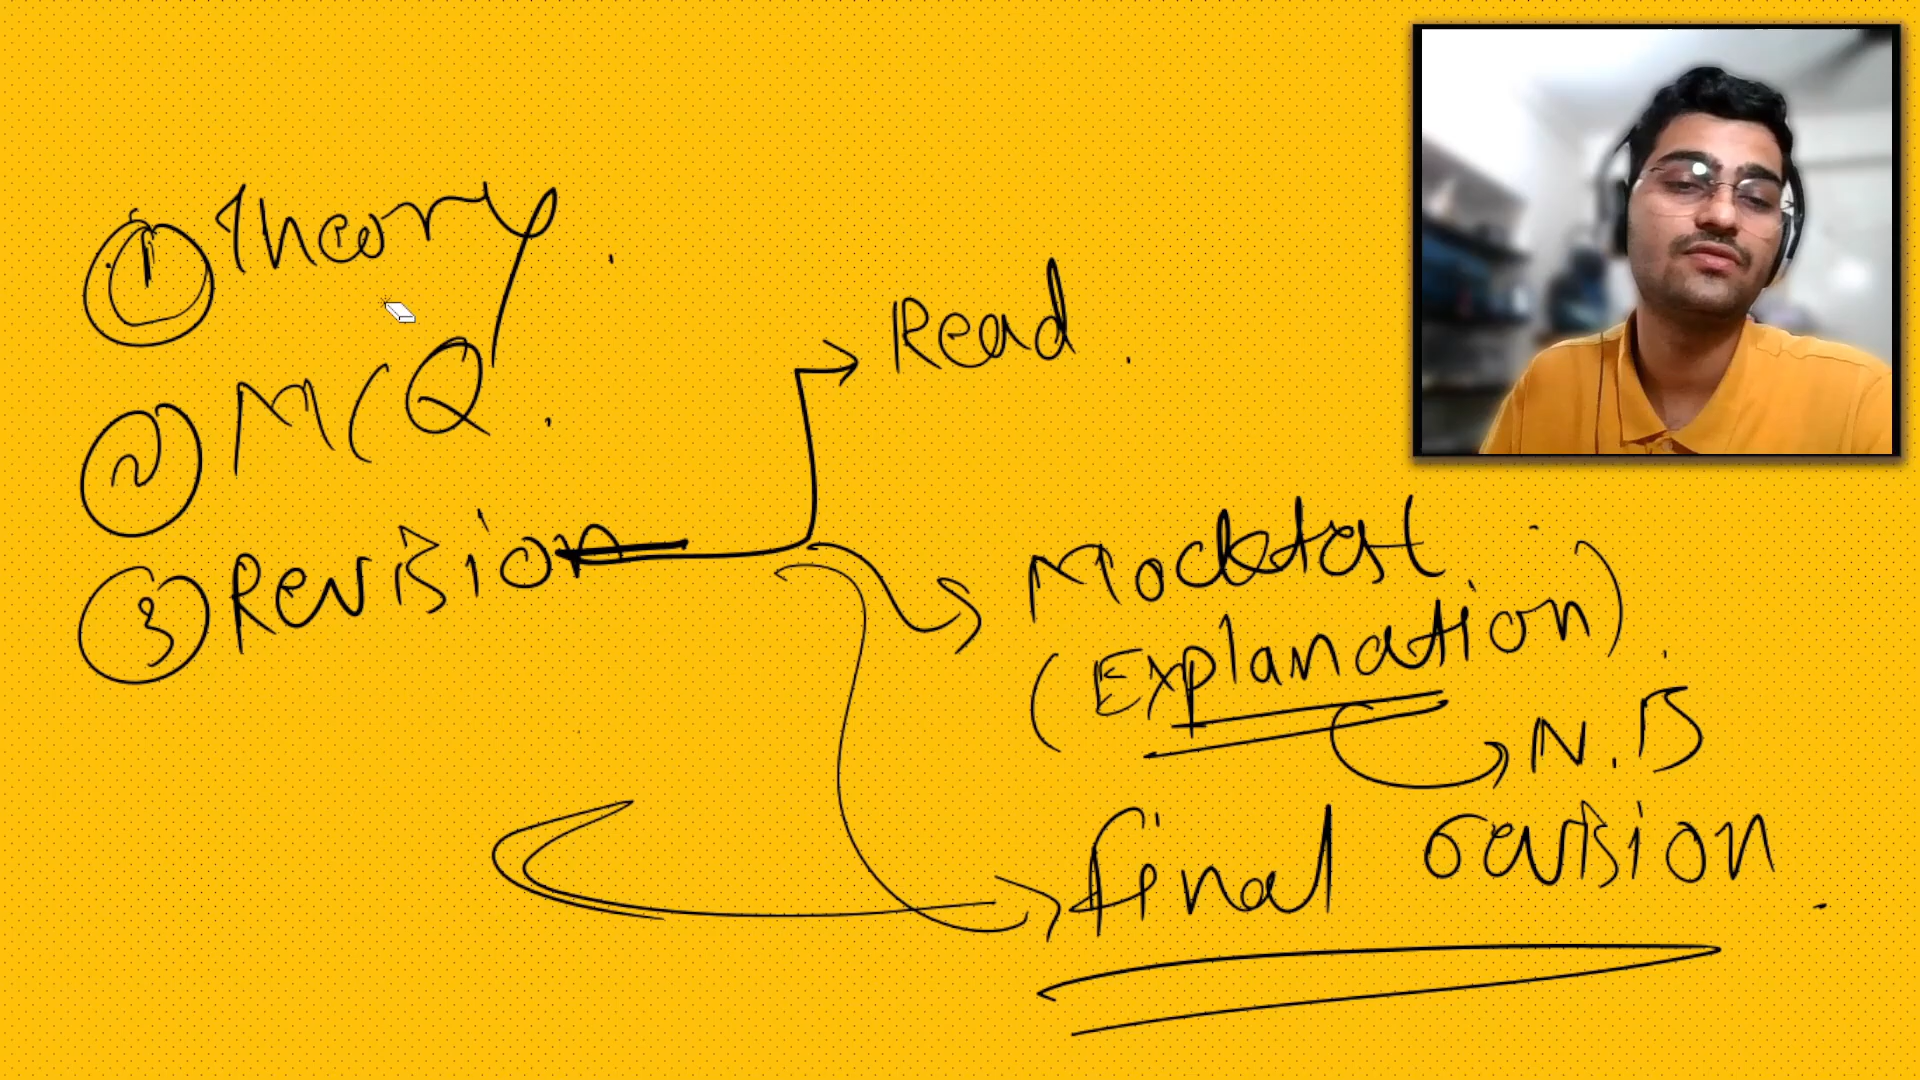 1 Theory
2 MCQ
3 Revision
Read
Mocktest
(Explanation)
N.B
final revision